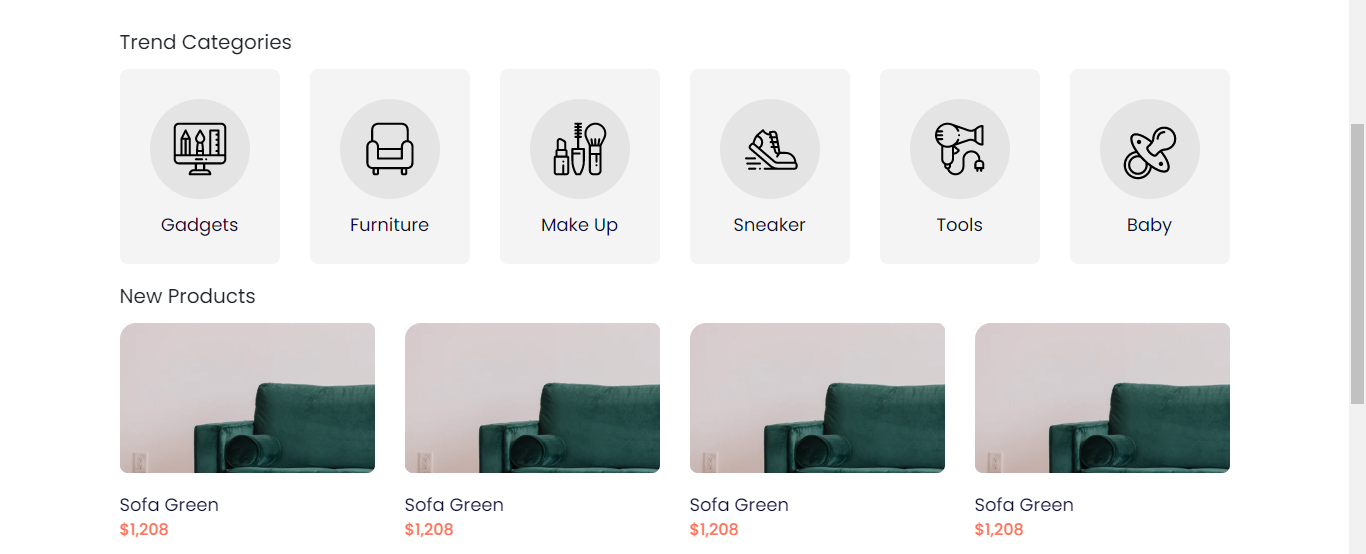 Trend Categories
Gadgets
Furniture
Make Up
Sneaker
Tools
Baby
New Products
Sofa Green
$1,208
Sofa Green
$1,208
Sofa Green
$1,208
Sofa Green
$1,208